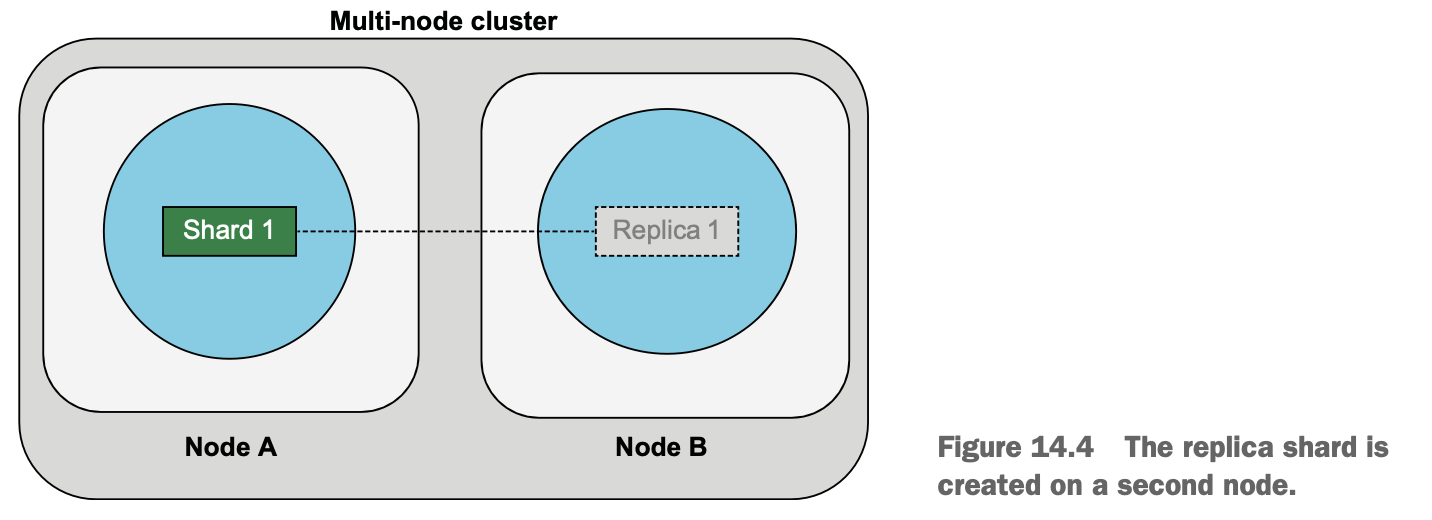 Multi-node cluster
Shard 1
Replica 1
Node A
Node B
Figure 14.4 The replica shard is
created on a second node.